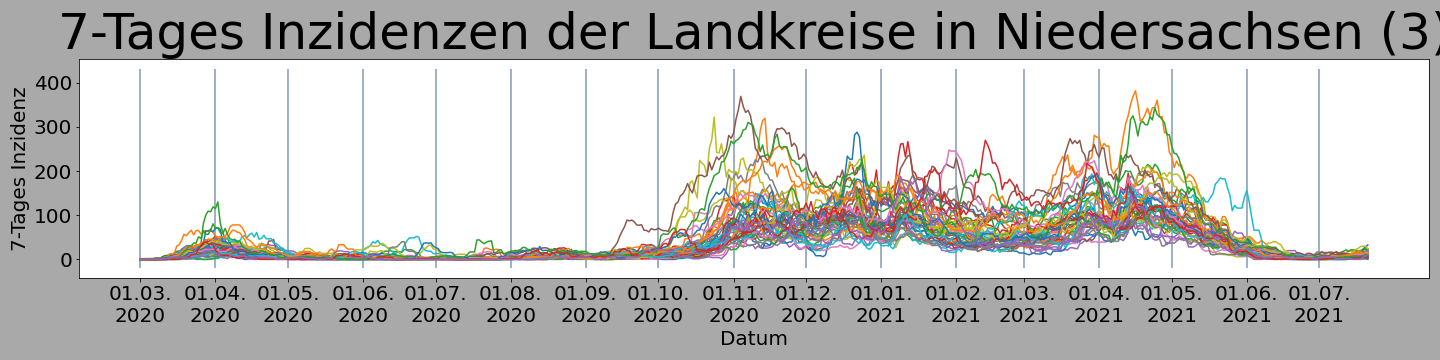 7-Tages Inzidenzen der Landkreise in Niedersachsen (3)
7-Tages Inzidenz
400
300
200
100
0
01.03. 01.04. 01.05. 01.06. 01.07. 01.08. 01.09. 01.10. 01.11. 01.12. 01.01. 01.02. 01.03. 01.04. 01.05. 01.06. 01.07.
2020 2020 2020 2020 2020 2020 2020 2020 2020 2020 2021 2021 2021 2021 2021 2021 2021
Datum